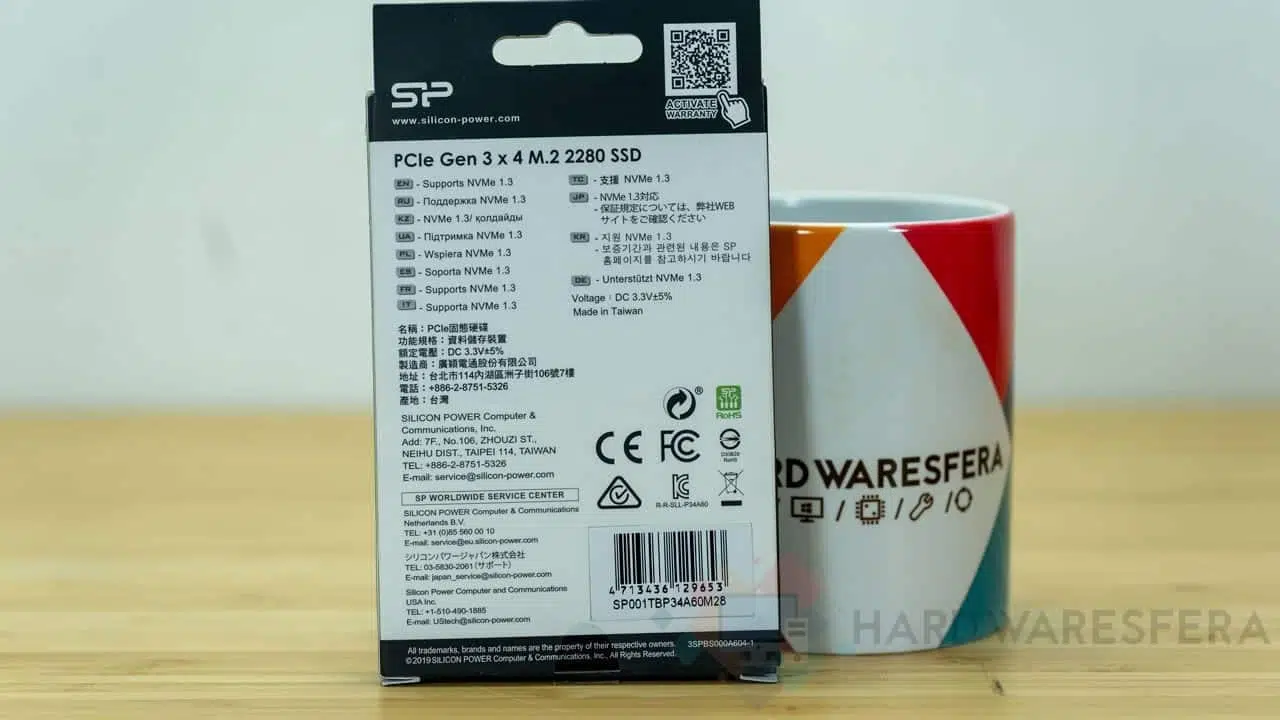 SP
www.silicon-power.com
ACTIVATE
WARRANTY
PCIe Gen 3 x 4 M.2 2280 SSD
EN - Supports NVMe 1.3
RU - Поддержка NVMe 1.3
KZ - NVMe 1.3/ қолдайды
UA - Підтримка NVMe 1.3
PL - Wspiera NVMe 1.3
ES - Soporta NVMe 1.3
FR - Supports NVMe 1.3
IT - Supporta NVMe 1.3
TC - 支援 NVMe 1.3
JP - NVMe 1.3対応
- 保証規定については、弊社WEB
サイトをご確認ください
KR - 지원 NVMe 1.3
- 보증기간과 관련된 내용은 SP
홈페이지를 참고하시기 바랍니다
DE - Unterstützt NVMe 1.3
Voltage : DC 3.3V±5%
Made in Taiwan
名稱：PCIe固態硬碟
功能規格：資料儲存裝置
額定電壓：DC 3.3V±5%
製造商：廣穎電通股份有限公司
地址：台北市114內湖區洲子街106號7樓
電話：+886-2-8751-5326
產地：台灣
SILICON POWER Computer &
Communications, Inc.
Add: 7F., No.106, ZHOUZI ST.,
NEIHU DIST., TAIPEI 114, TAIWAN
TEL: +886-2-8751-5326
E-mail: service@silicon-power.com
SP WORLDWIDE SERVICE CENTER
SILICON POWER Computer & Communications
Netherlands B.V.
TEL: +31 (0)85 560 00 10
E-mail: service@eu.silicon-power.com
シリコンパワージャパン株式会社
TEL: 03-5830-2061 (サポート)
E-mail: japan_service@silicon-power.com
Silicon Power Computer and Communications
USA Inc.
TEL: +1-510-490-1885
E-mail: UStech@silicon-power.com
®
SP
RoHS
CE
FC
D33B29
RoHS
R-R-SLL-P34A60
4 713436 129653
SP001TBP34A60M28
All trademarks, brands and names are the property of their respective owners.
©2019 SILICON POWER Computer & Communications, Inc., All Rights Reserved.
3SPBS000A604-1
RDWARESFERA
HARDWARESFERA